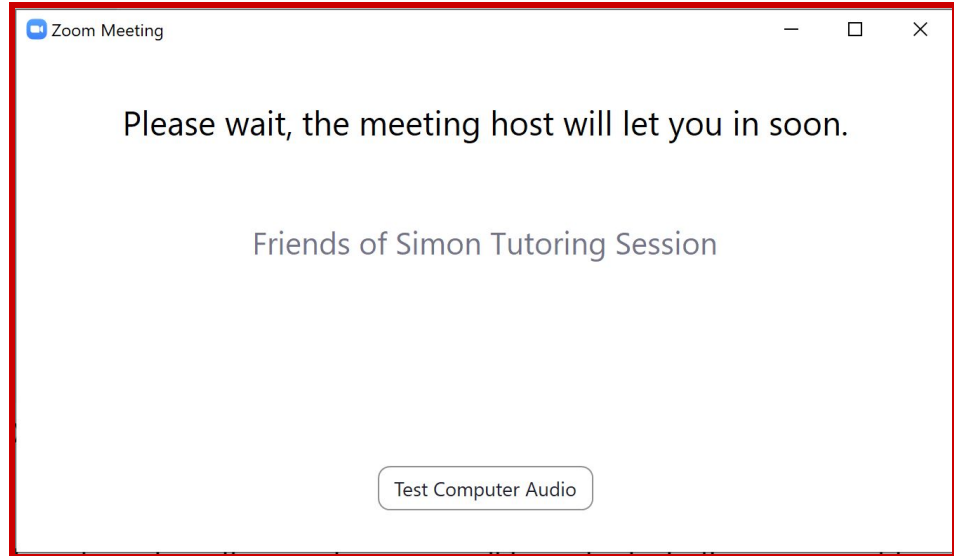 Zoom Meeting
Please wait, the meeting host will let you in soon.
Friends of Simon Tutoring Session
Test Computer Audio